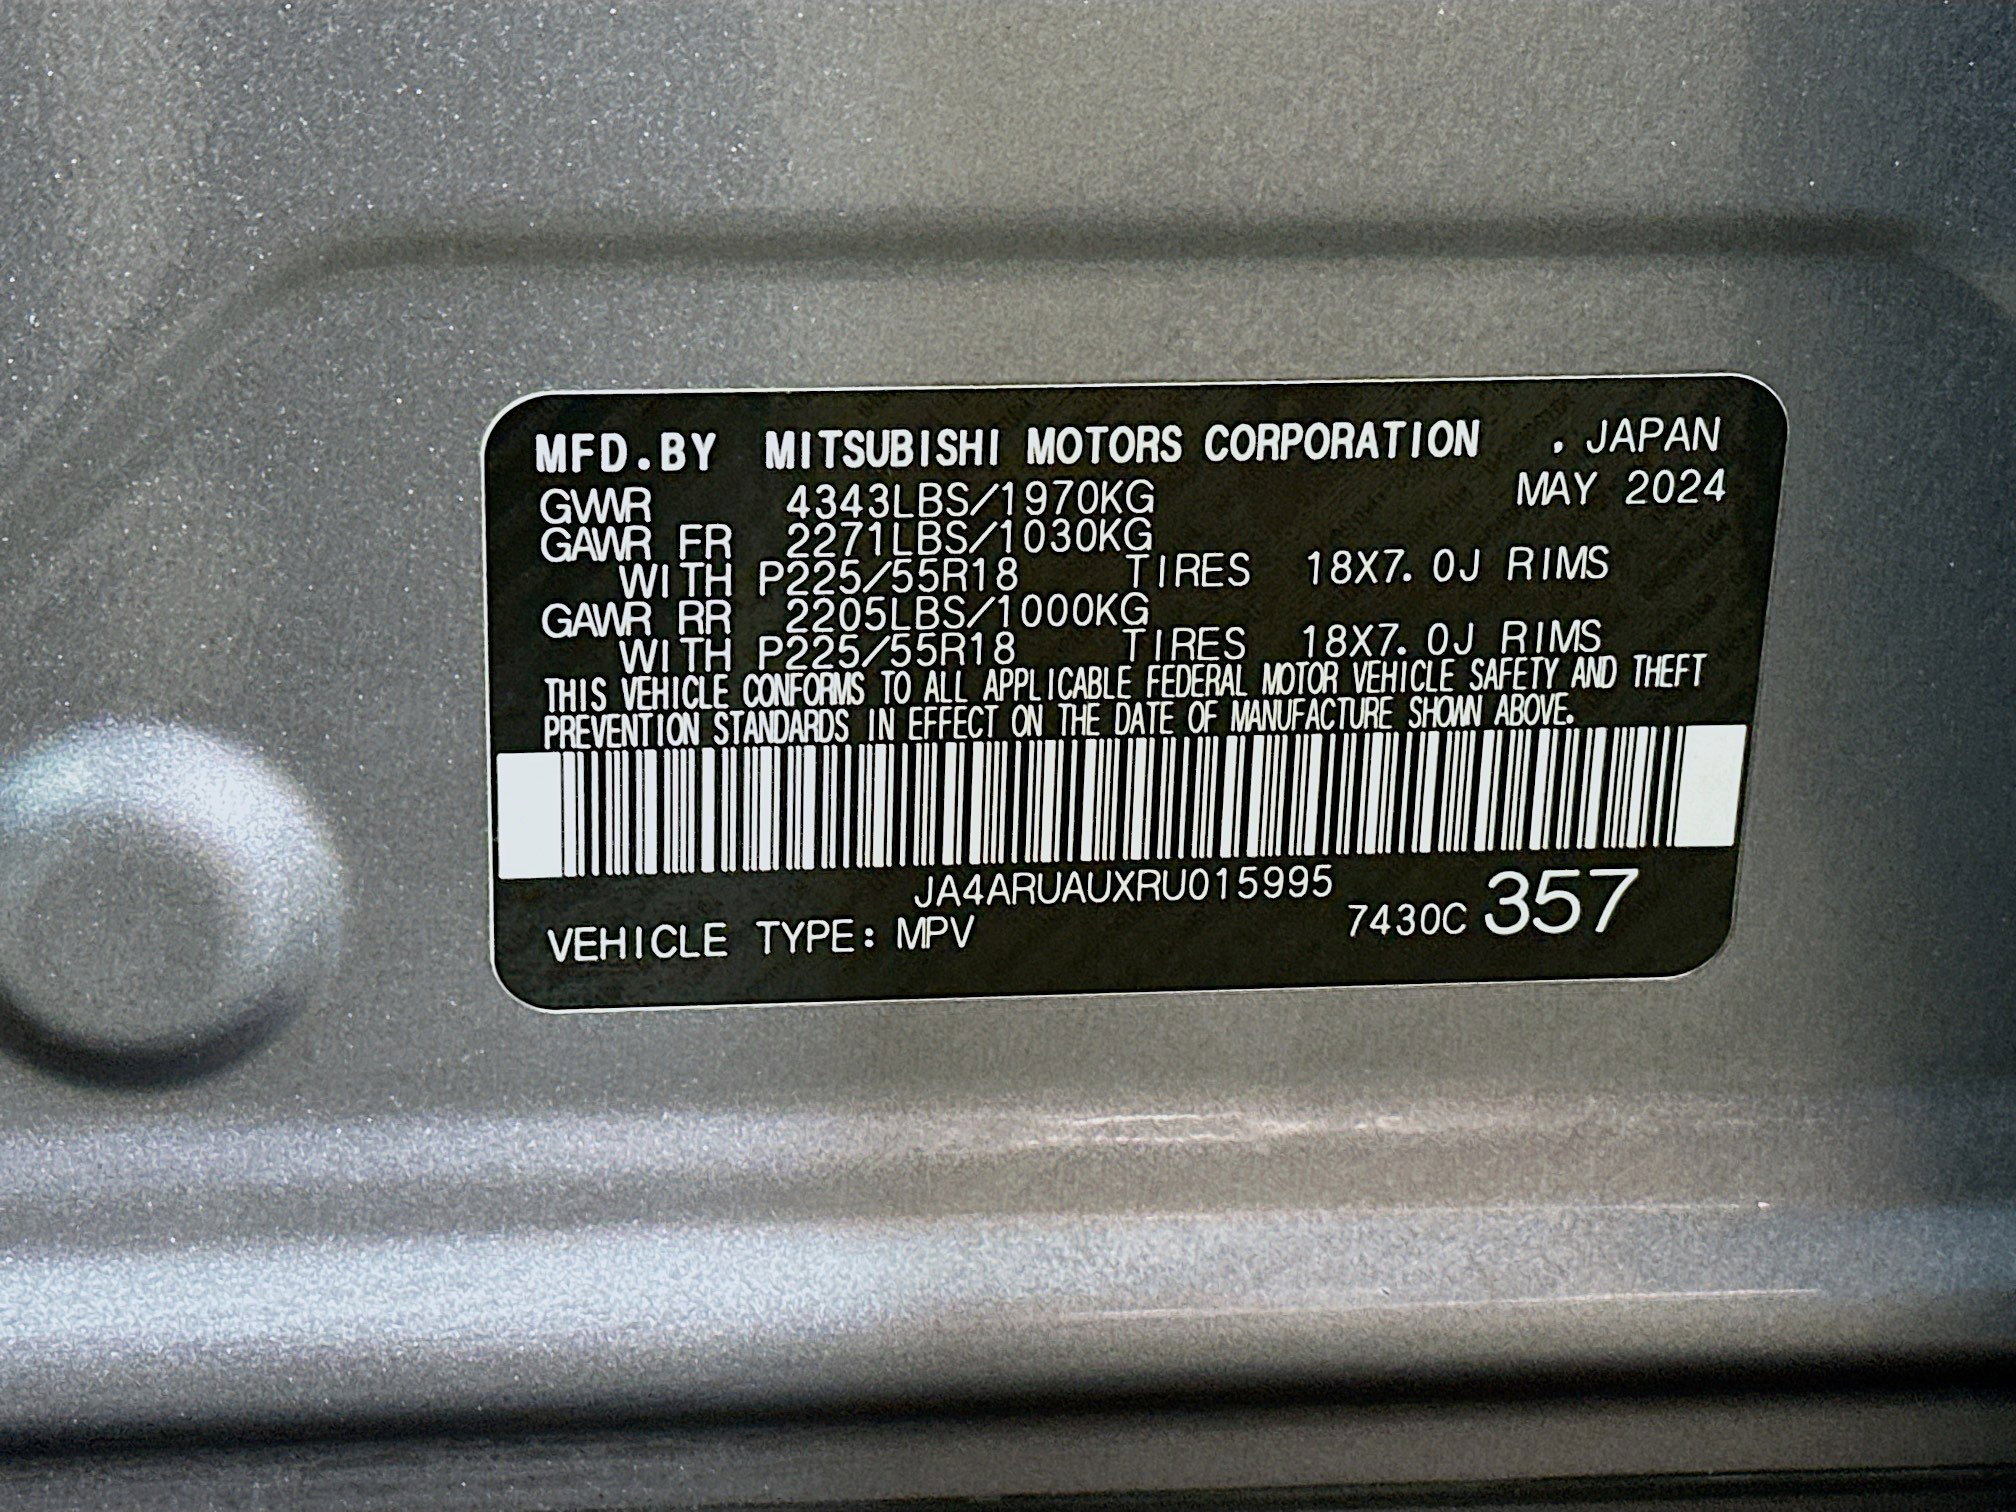 MFD.BY MITSUBISHI MOTORS CORPORATION , JAPAN
GVWR 4343LBS/1970KG MAY 2024
GAWR FR 2271LBS/1030KG
WITH P225/55R18 TIRES 18X7.0J RIMS
GAWR RR 2205LBS/1000KG
WITH P225/55R18 TIRES 18X7.0J RIMS
THIS VEHICLE CONFORMS TO ALL APPLICABLE FEDERAL MOTOR VEHICLE SAFETY AND THEFT
PREVENTION STANDARDS IN EFFECT ON THE DATE OF MANUFACTURE SHOWN ABOVE.
JA4ARUAUXRU015995
VEHICLE TYPE: MPV 7430C 357